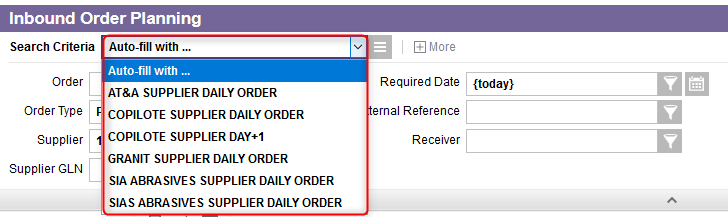 Inbound Order Planning
Search Criteria Auto-fill with ... More
Auto-fill with ...
AT&A SUPPLIER DAILY ORDER
COPILOTE SUPPLIER DAILY ORDER
COPILOTE SUPPLIER DAY+1
GRANIT SUPPLIER DAILY ORDER
SIA ABRASIVES SUPPLIER DAILY ORDER
SIAS ABRASIVES SUPPLIER DAILY ORDER
Order Required Date {today}
Order Type External Reference
Supplier 1 Receiver
Supplier GLN